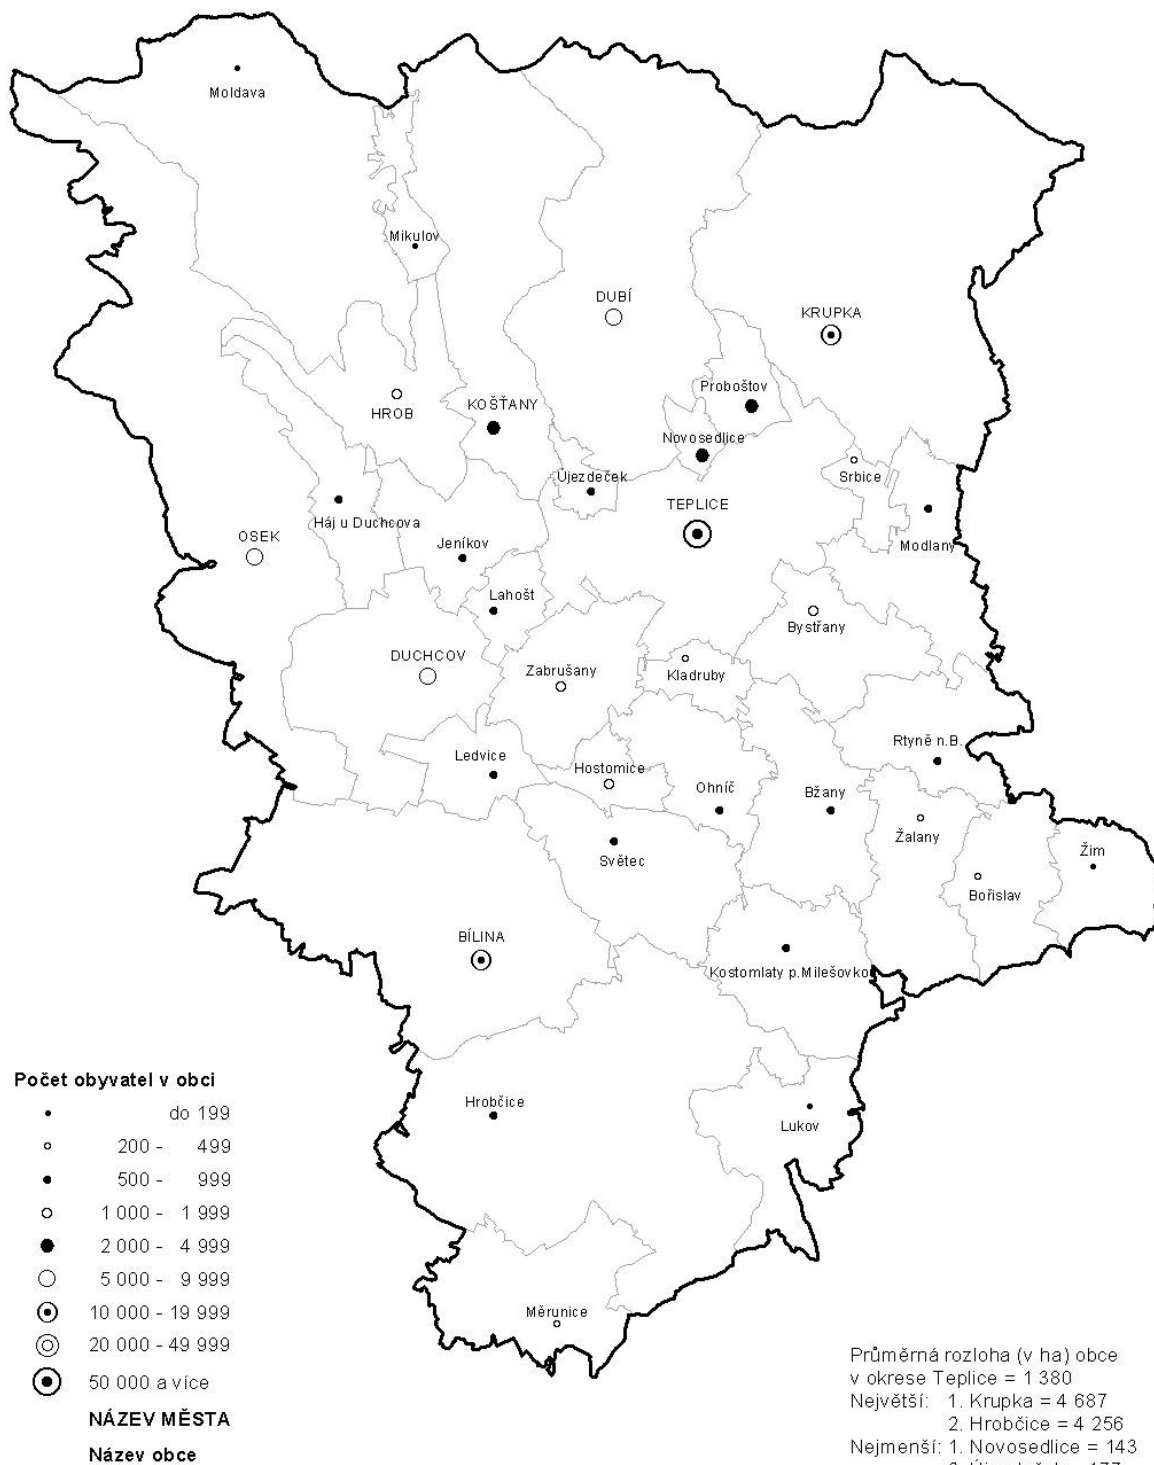 Moldava
Mikulov
DUBÍ
KRUPKA
Proboštov
HROB
KOŠŤANY
Novosedlice
Újezdeček
Srbice
TEPLICE
Háj u Duchcova
OSEK
Jeníkov
Modlany
Lahošt
Bystřany
DUCHCOV
Zabrušany
Kladruby
Rtyně n.B.
Ledvice
Hostomice
Ohníč
Bžany
Žalany
Světec
Žim
Bořislav
BÍLINA
Kostomlaty p.Milešovko
Hrobčice
Lukov
Měrunice
Počet obyvatel v obci
do 199
200 - 499
500 - 999
1 000 - 1 999
2 000 - 4 999
5 000 - 9 999
10 000 - 19 999
20 000 - 49 999
50 000 a více
NÁZEV MĚSTA
Název obce
Průměrná rozloha (v ha) obce
v okrese Teplice = 1 380
Největší: 1. Krupka = 4 687
2. Hrobčice = 4 256
Nejmenší: 1. Novosedlice = 143